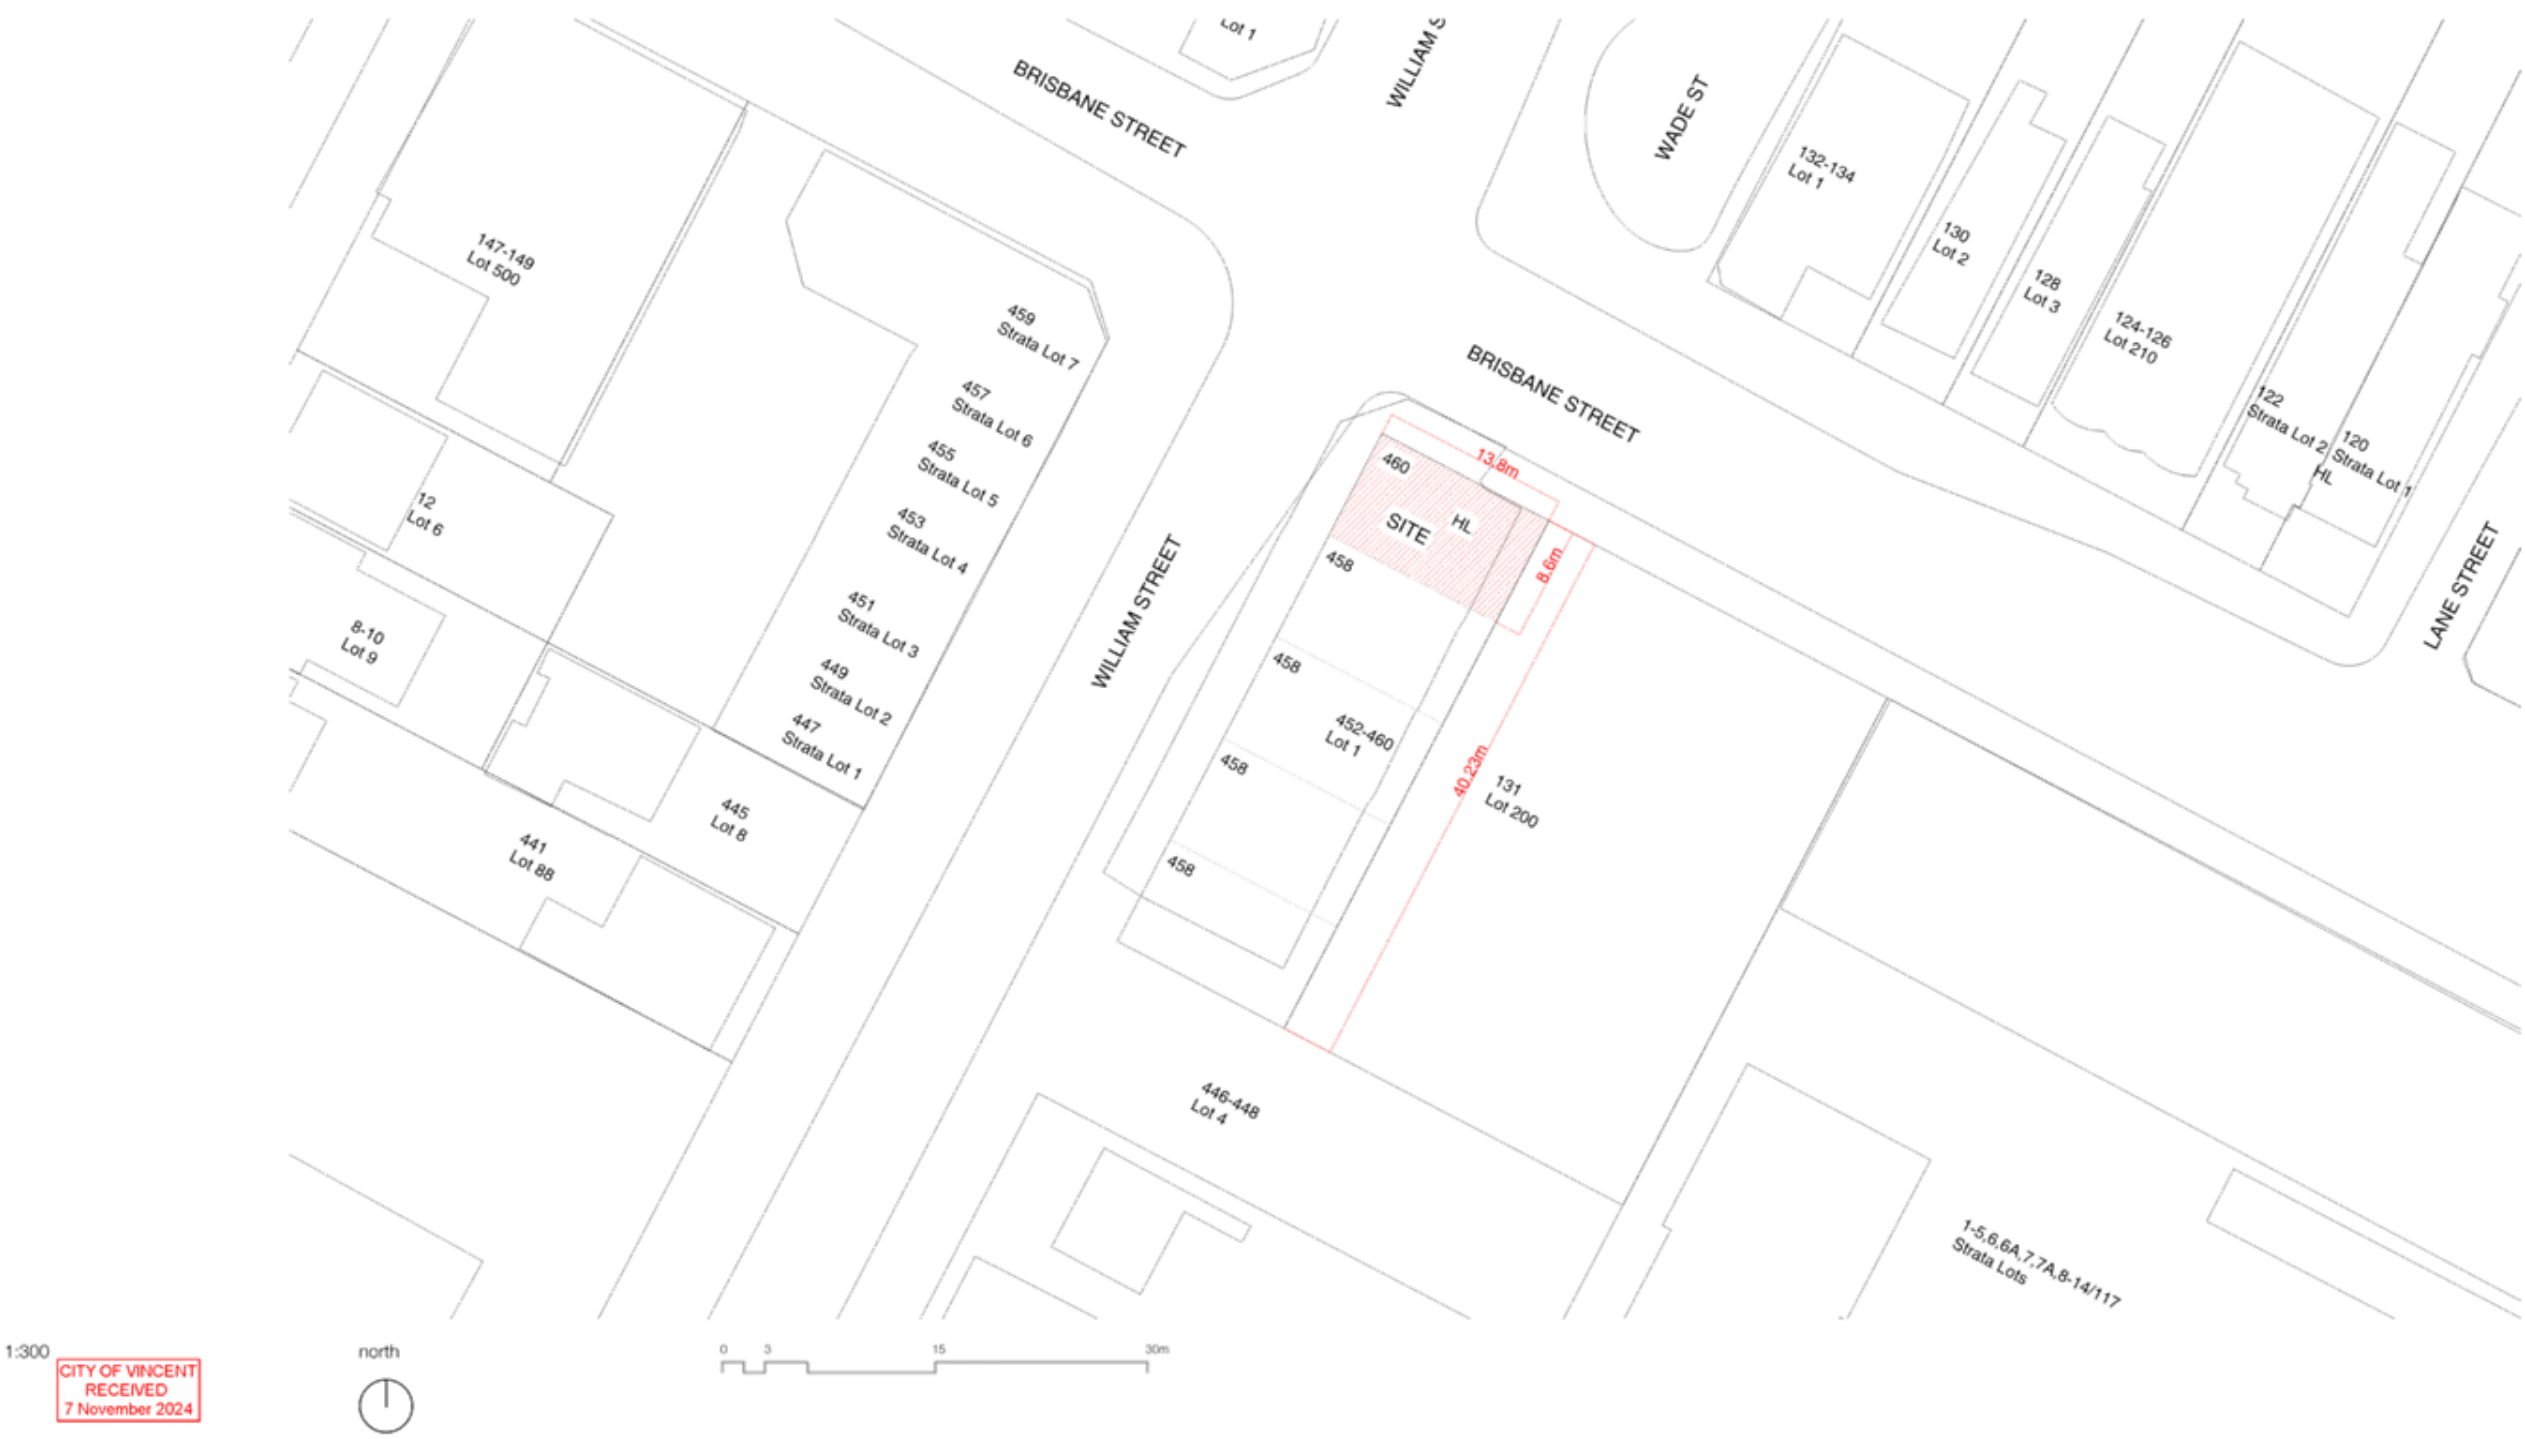 Lot 1
WILLIAM S
BRISBANE STREET
WADE ST
132-134
Lot 1
130
Lot 2
128
Lot 3
124-126
Lot 210
122
Strata Lot 2
120
Strata Lot 1
HL
LANE STREET
147-149
Lot 500
459
Strata Lot 7
457
Strata Lot 6
455
Strata Lot 5
453
Strata Lot 4
451
Strata Lot 3
449
Strata Lot 2
447
Strata Lot 1
12
Lot 6
8-10
Lot 9
445
Lot 8
441
Lot 88
WILLIAM STREET
BRISBANE STREET
460
13.8m
SITE
HL
8.6m
458
458
452-460
Lot 1
458
458
40.23m
131
Lot 200
446-448
Lot 4
1-5,6,6A,7,7A,8-14/117
Strata Lots
1:300
CITY OF VINCENT
RECEIVED
7 November 2024
north
0 3 15 30m